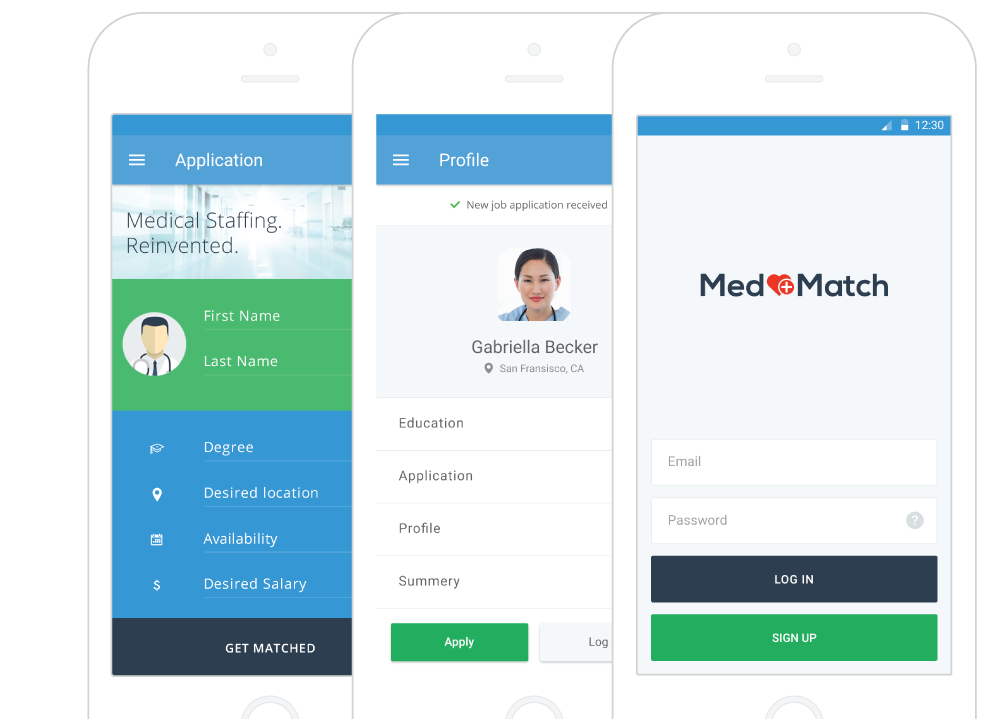 Application
Medical Staffing.
Reinvented.
First Name
Last Name
Degree
Desired location
Availability
$ Desired Salary
GET MATCHED
Profile
New job application received
Gabriella Becker
San Fransisco, CA
Education
Application
Profile
Summery
Apply
Log
12:30
Med Match
Email
Password ?
LOG IN
SIGN UP